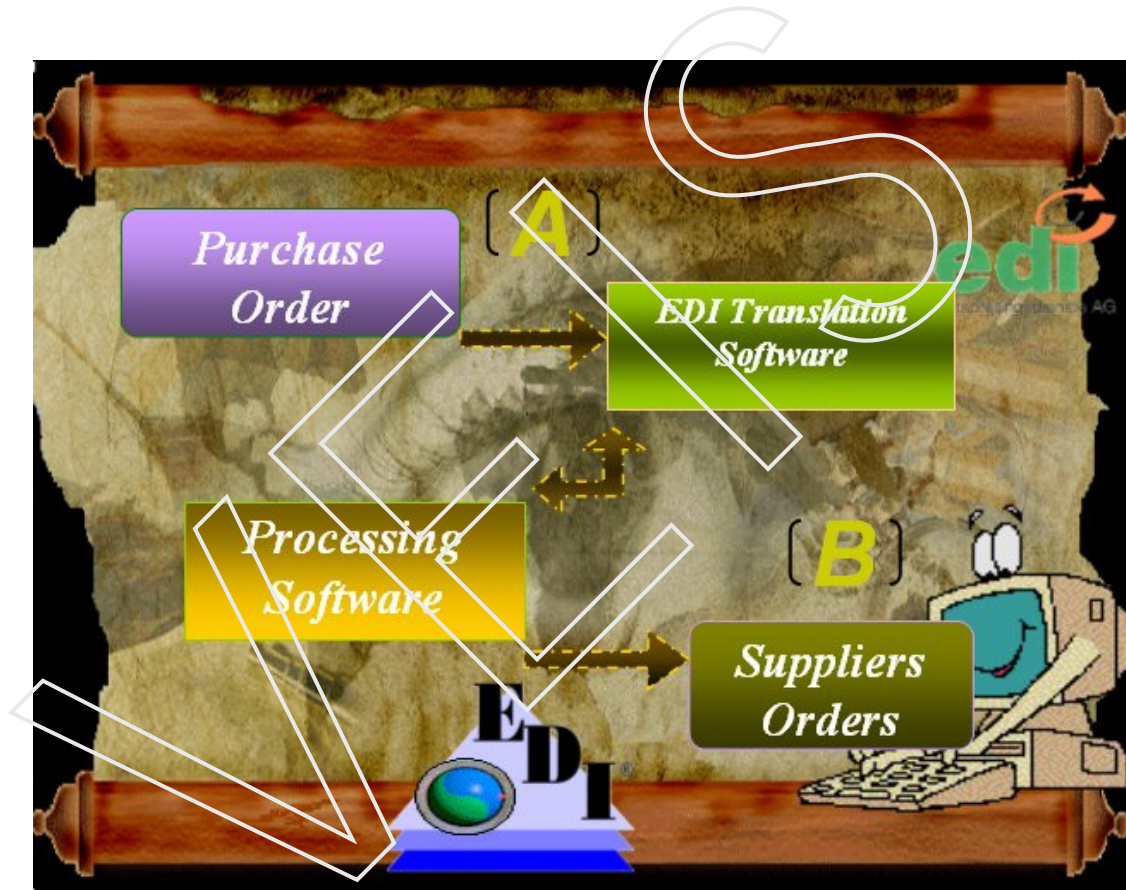 (A)
Purchase
Order
edi
EDI Translation
Software
Processing
Software
(B)
Suppliers
Orders
EDI®